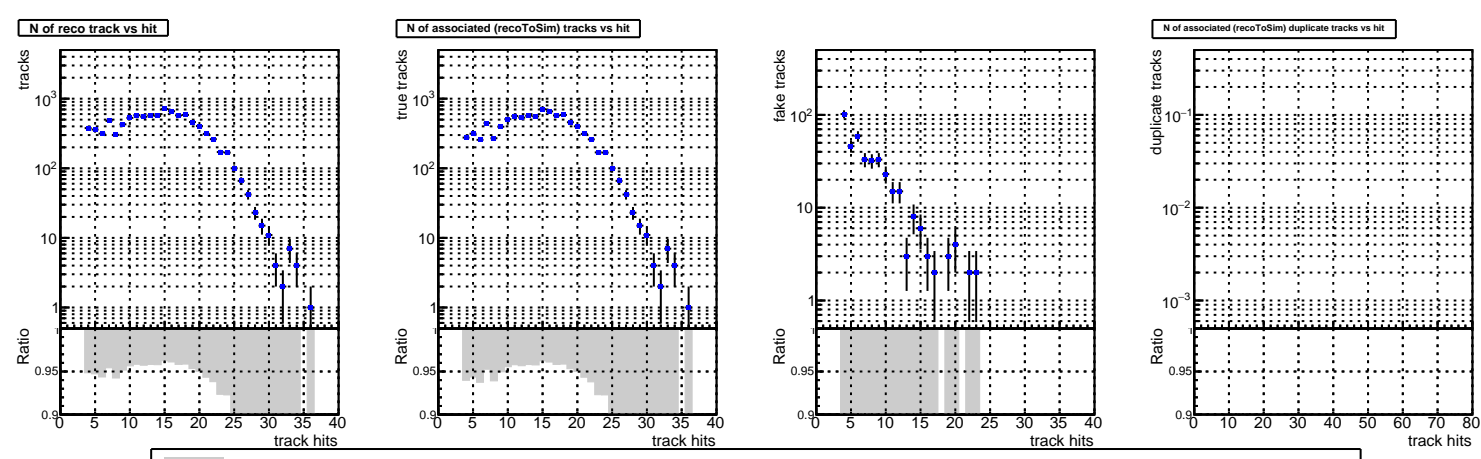 N of reco track vs hit
tracks
10³
10²
10
1
Ratio
1
0.95
0.9
0 5 10 15 20 25 30 35 40
track hits
N of associated (recoToSim) tracks vs hit
true tracks
10³
10²
10
1
Ratio
1
0.95
0.9
0 5 10 15 20 25 30 35 40
track hits
fake tracks
10²
10
1
Ratio
1
0.95
0.9
0 5 10 15 20 25 30 35 40
track hits
N of associated (recoToSim) duplicate tracks vs hit
duplicate tracks
10⁻¹
10⁻²
10⁻³
Ratio
1
0.95
0.9
0 10 20 30 40 50 60 70 80
track hits